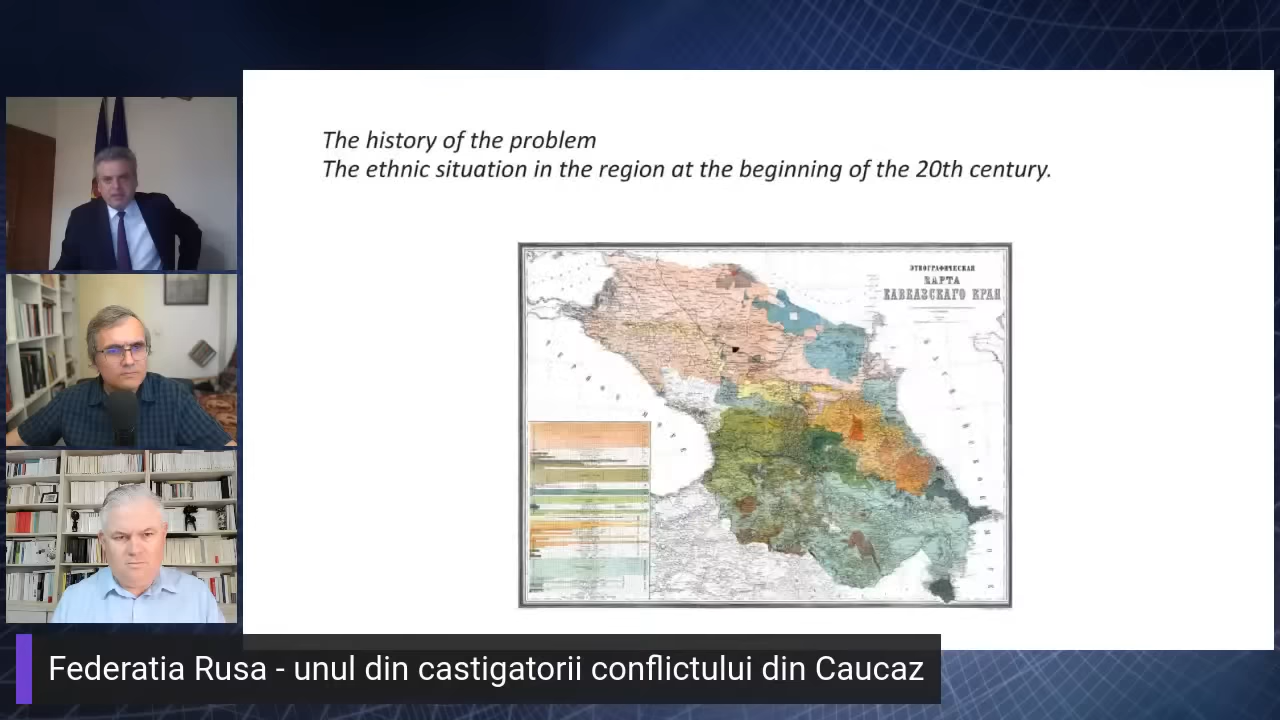 The history of the problem
The ethnic situation in the region at the beginning of the 20th century.
ЭТНОГРАФИЧЕСКАЯ
КАРТА
КАВКАЗСКАГО КРАЯ
Federatia Rusa - unul din castigatorii conflictului din Caucaz